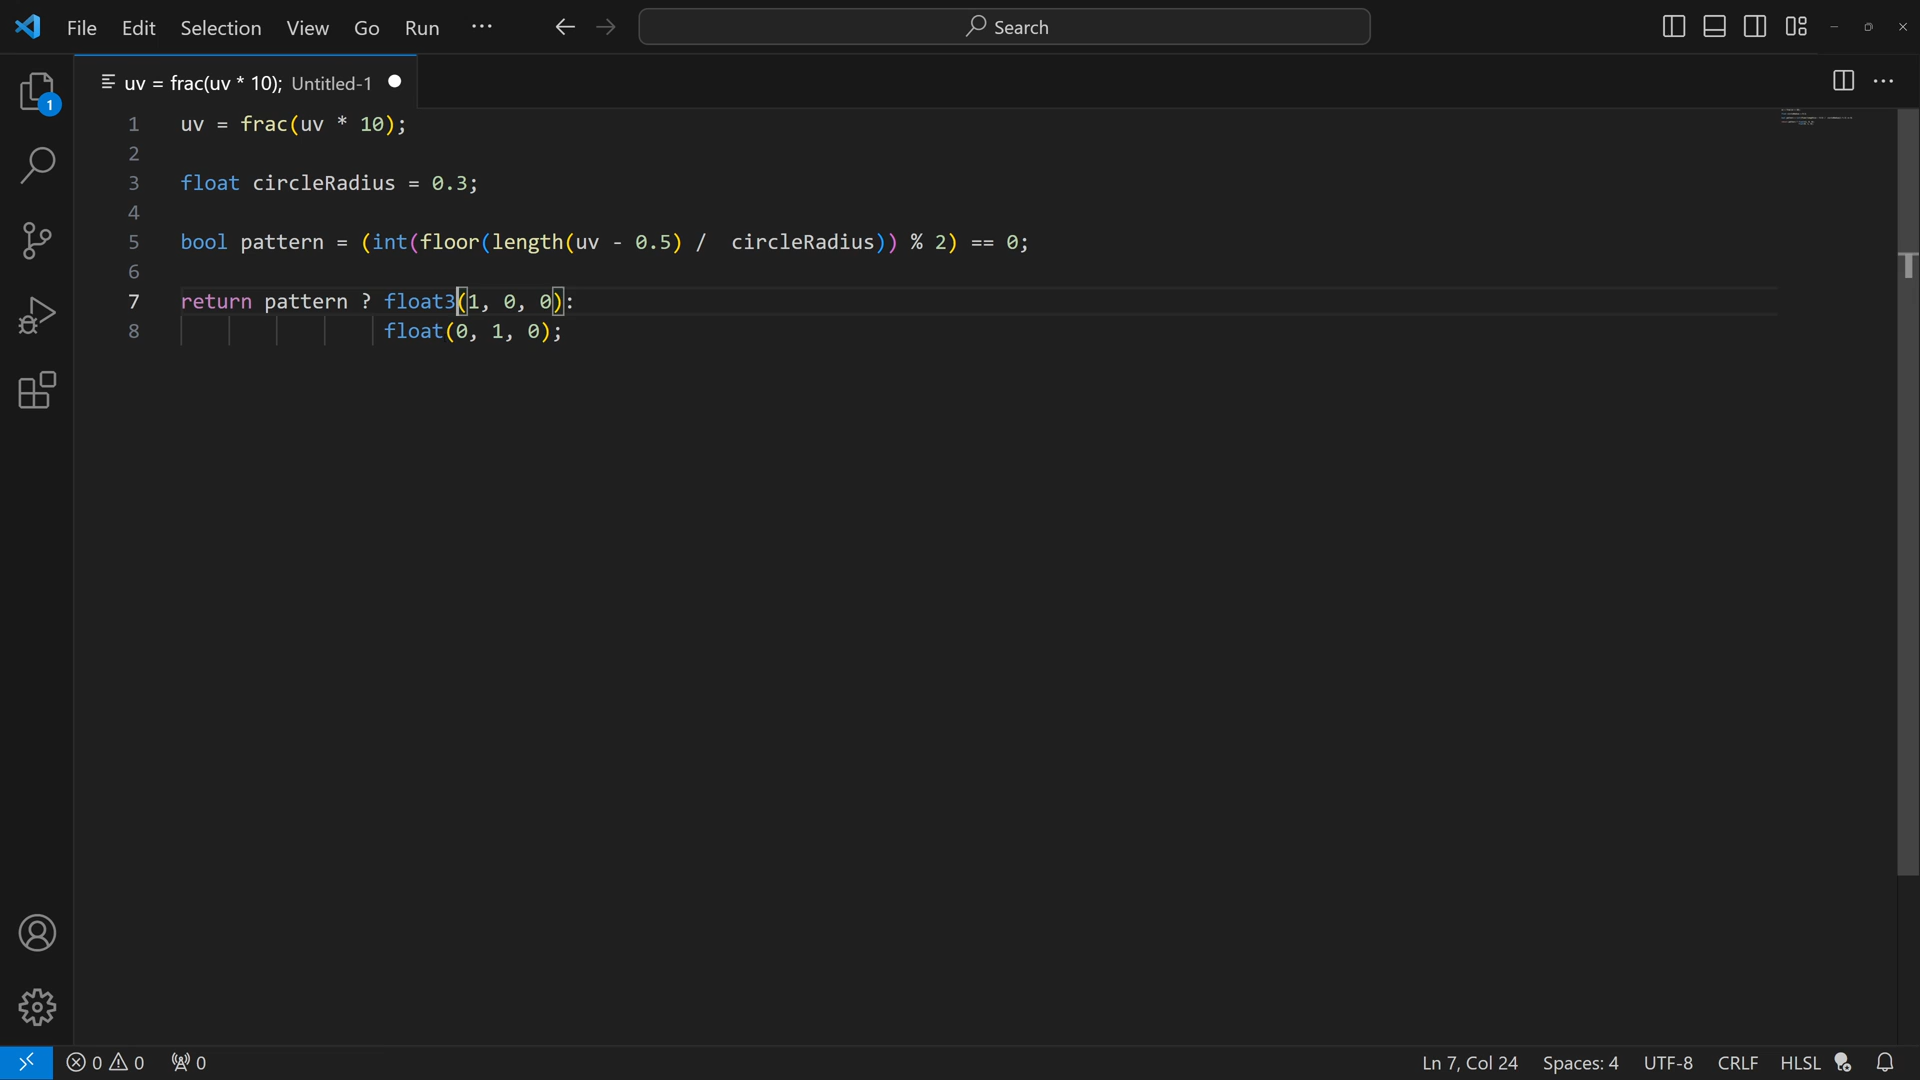 File Edit Selection View Go Run ··· Search
uv = frac(uv * 10); Untitled-1
1 uv = frac(uv * 10);
2
3 float circleRadius = 0.3;
4
5 bool pattern = (int(floor(length(uv - 0.5) /  circleRadius)) % 2) == 0;
6
7 return pattern ? float3(1, 0, 0):
8                  float(0, 1, 0);
1
0 0 0 Ln 7, Col 24 Spaces: 4 UTF-8 CRLF HLSL